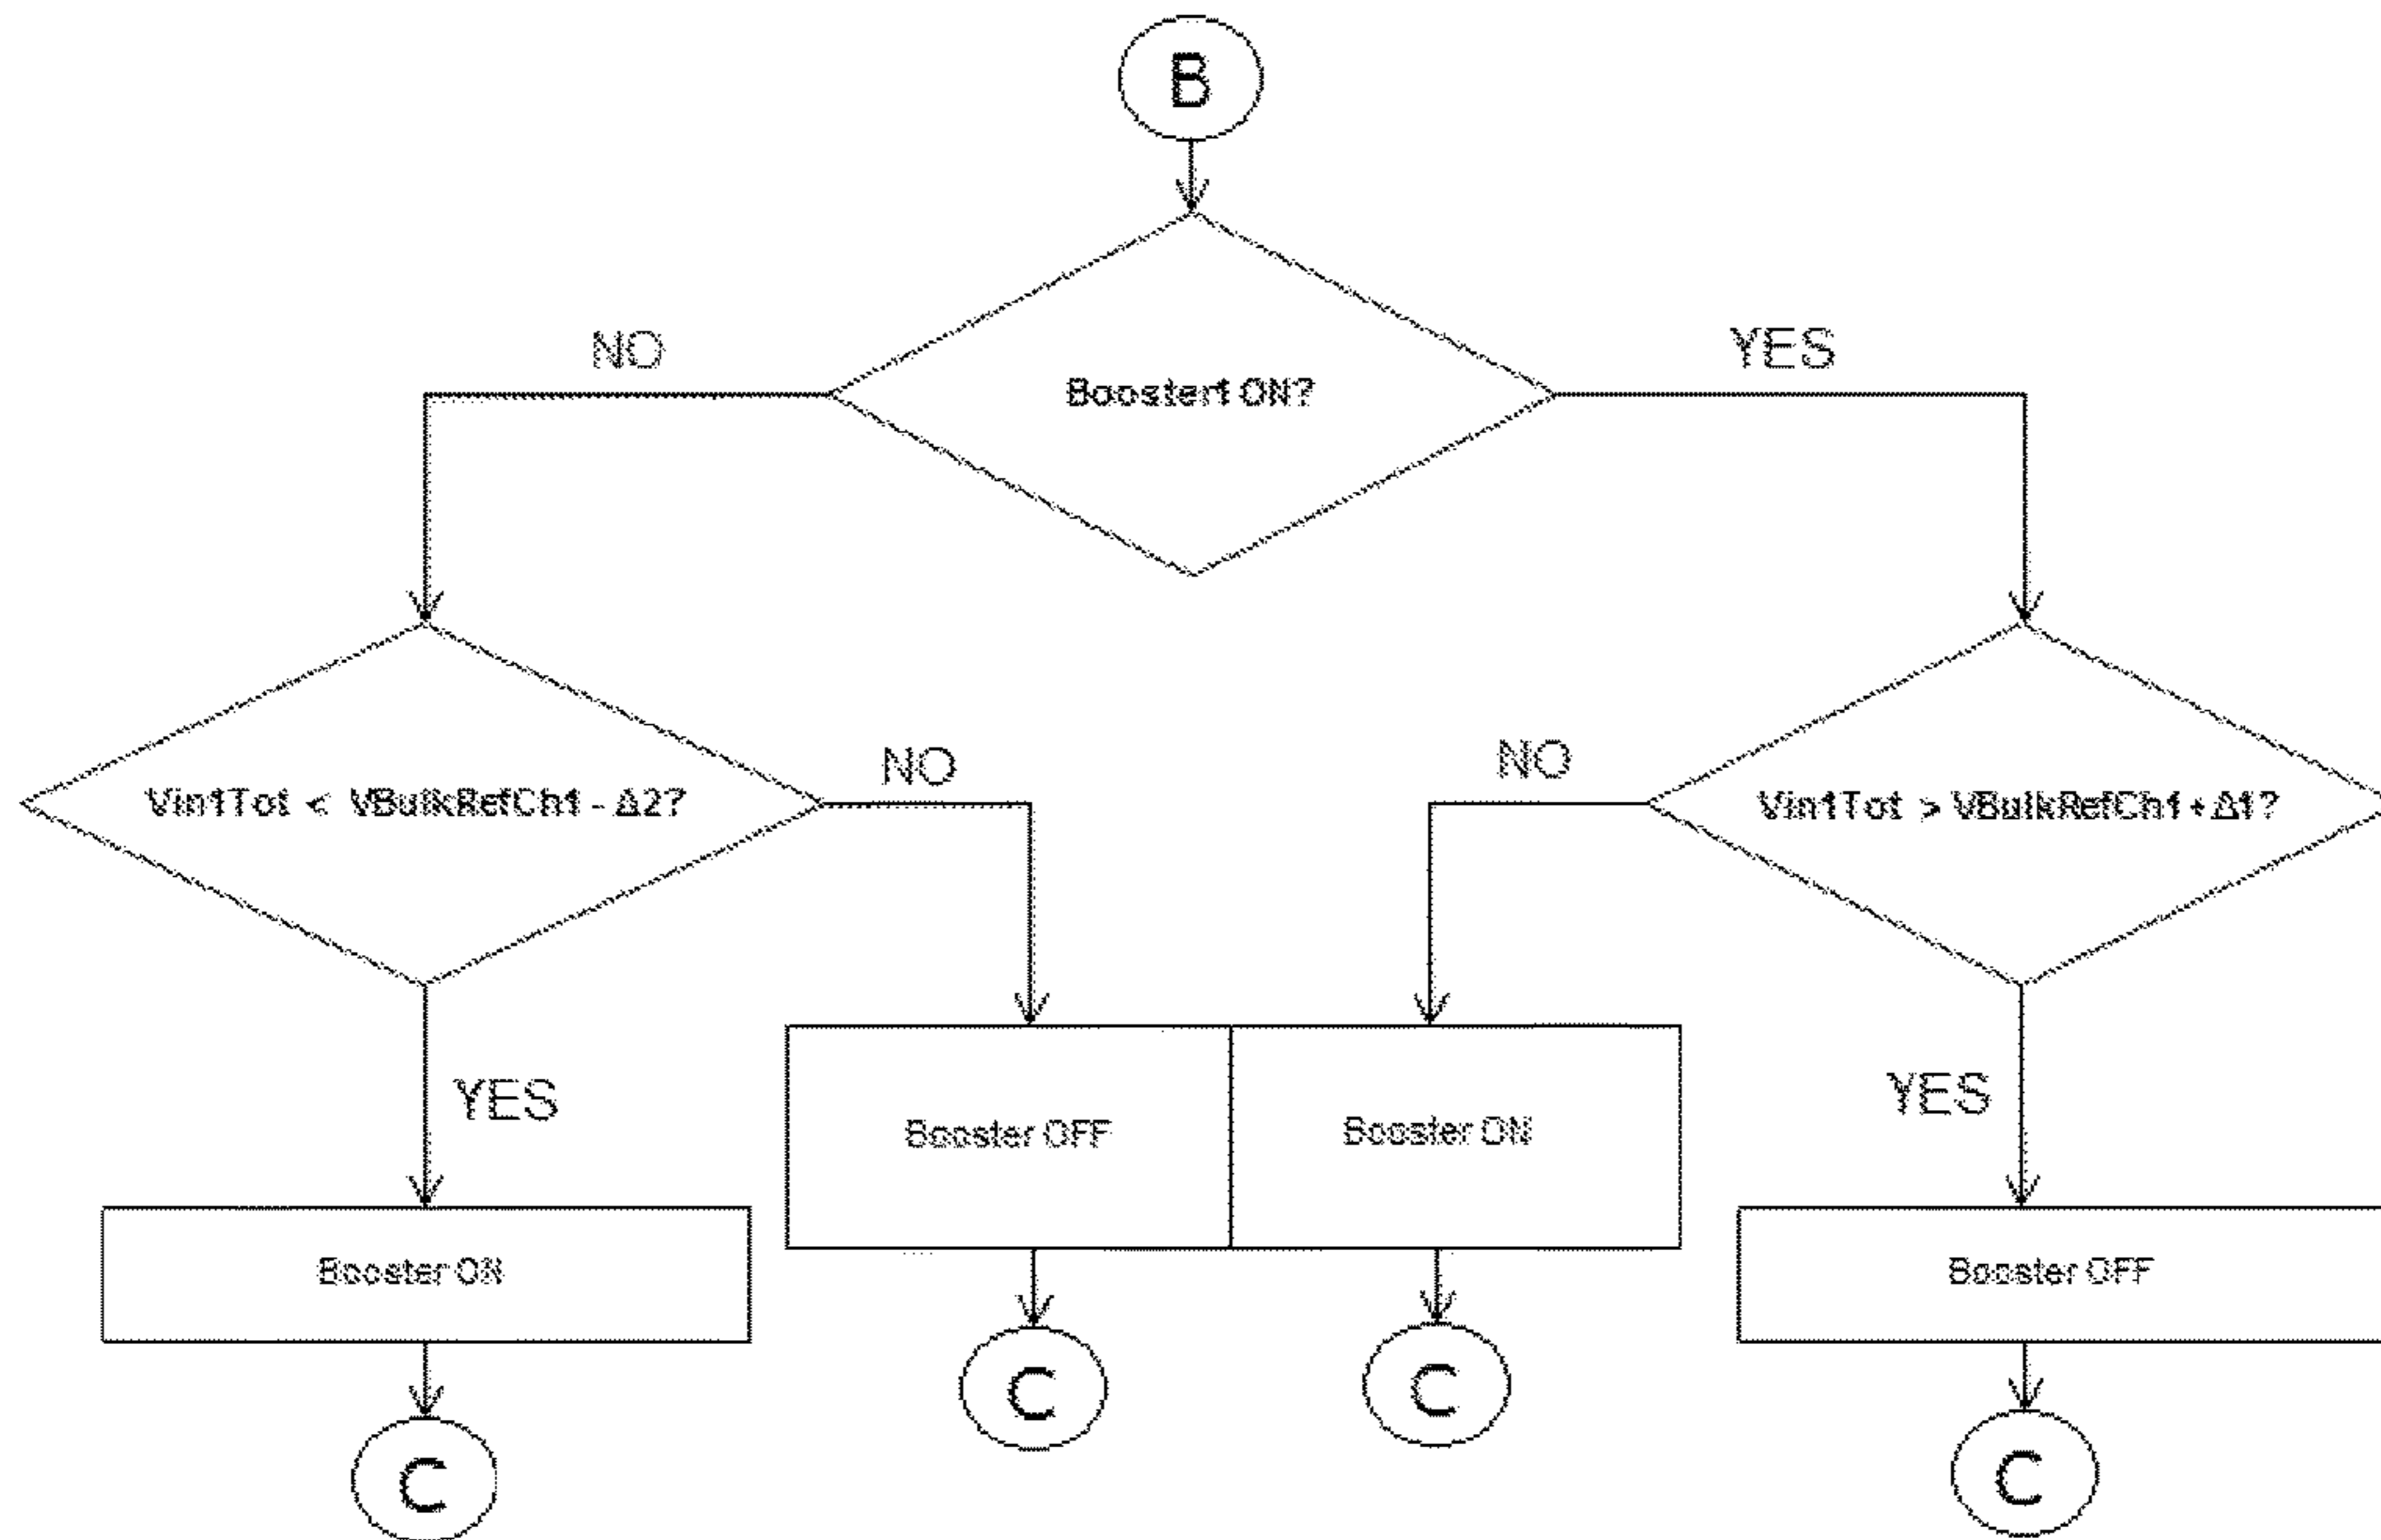 B
NO
YES
Booster1 ON?
NO
NO
Vin1Tot < VBulkRefCh1 - Δ2?
Vin1Tot > VBulkRefCh1 + Δ1?
YES
YES
Booster OFF
Booster ON
Booster ON
Booster OFF
C
C
C
C